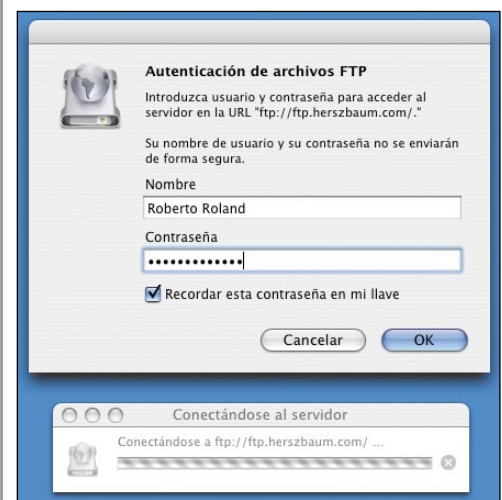 Autenticación de archivos FTP
Introduzca usuario y contraseña para acceder al
servidor en la URL "ftp://ftp.herszbaum.com/."
Su nombre de usuario y su contraseña no se enviarán
de forma segura.
Nombre
Roberto Roland
Contraseña
•••••••••••••
Recordar esta contraseña en mi llave
Cancelar
OK
Conectándose al servidor
Conectándose a ftp://ftp.herszbaum.com/ ...